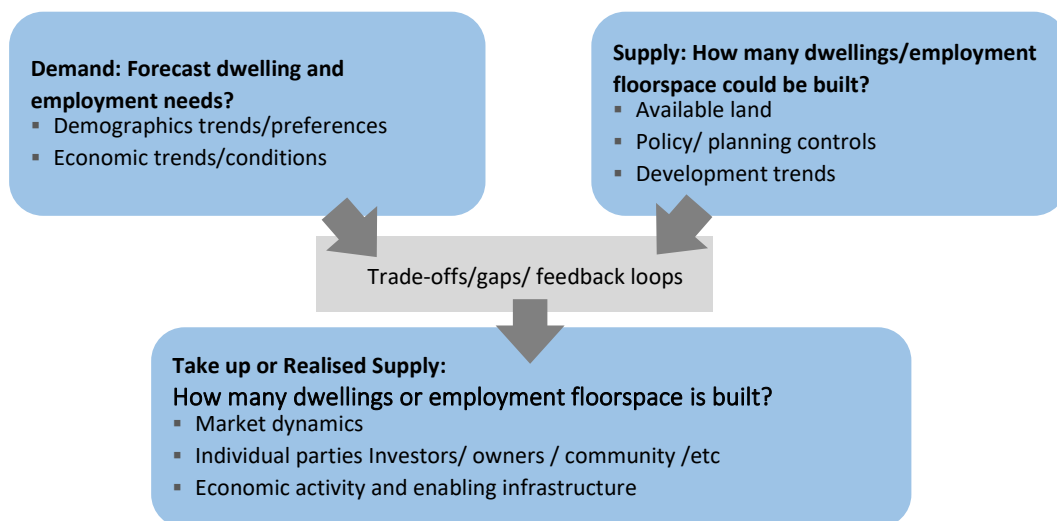 Demand: Forecast dwelling and
employment needs?
▪ Demographics trends/preferences
▪ Economic trends/conditions
Supply: How many dwellings/employment
floorspace could be built?
▪ Available land
▪ Policy/ planning controls
▪ Development trends
Trade-offs/gaps/ feedback loops
Take up or Realised Supply:
How many dwellings or employment floorspace is built?
▪ Market dynamics
▪ Individual parties Investors/ owners / community /etc
▪ Economic activity and enabling infrastructure